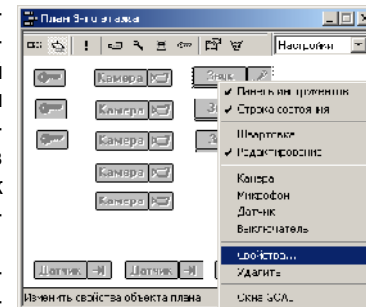 План 9-го этажа
Настройки
Камера
Звук
Панель инструментов
Камера
Строка состояния
Камера
Редактирование
Камера
Камера
Камера
Микрофон
Датчик
Выключатель
Свойства...
Датчик
Датчик
Удалить
Изменить свойства объекта плана